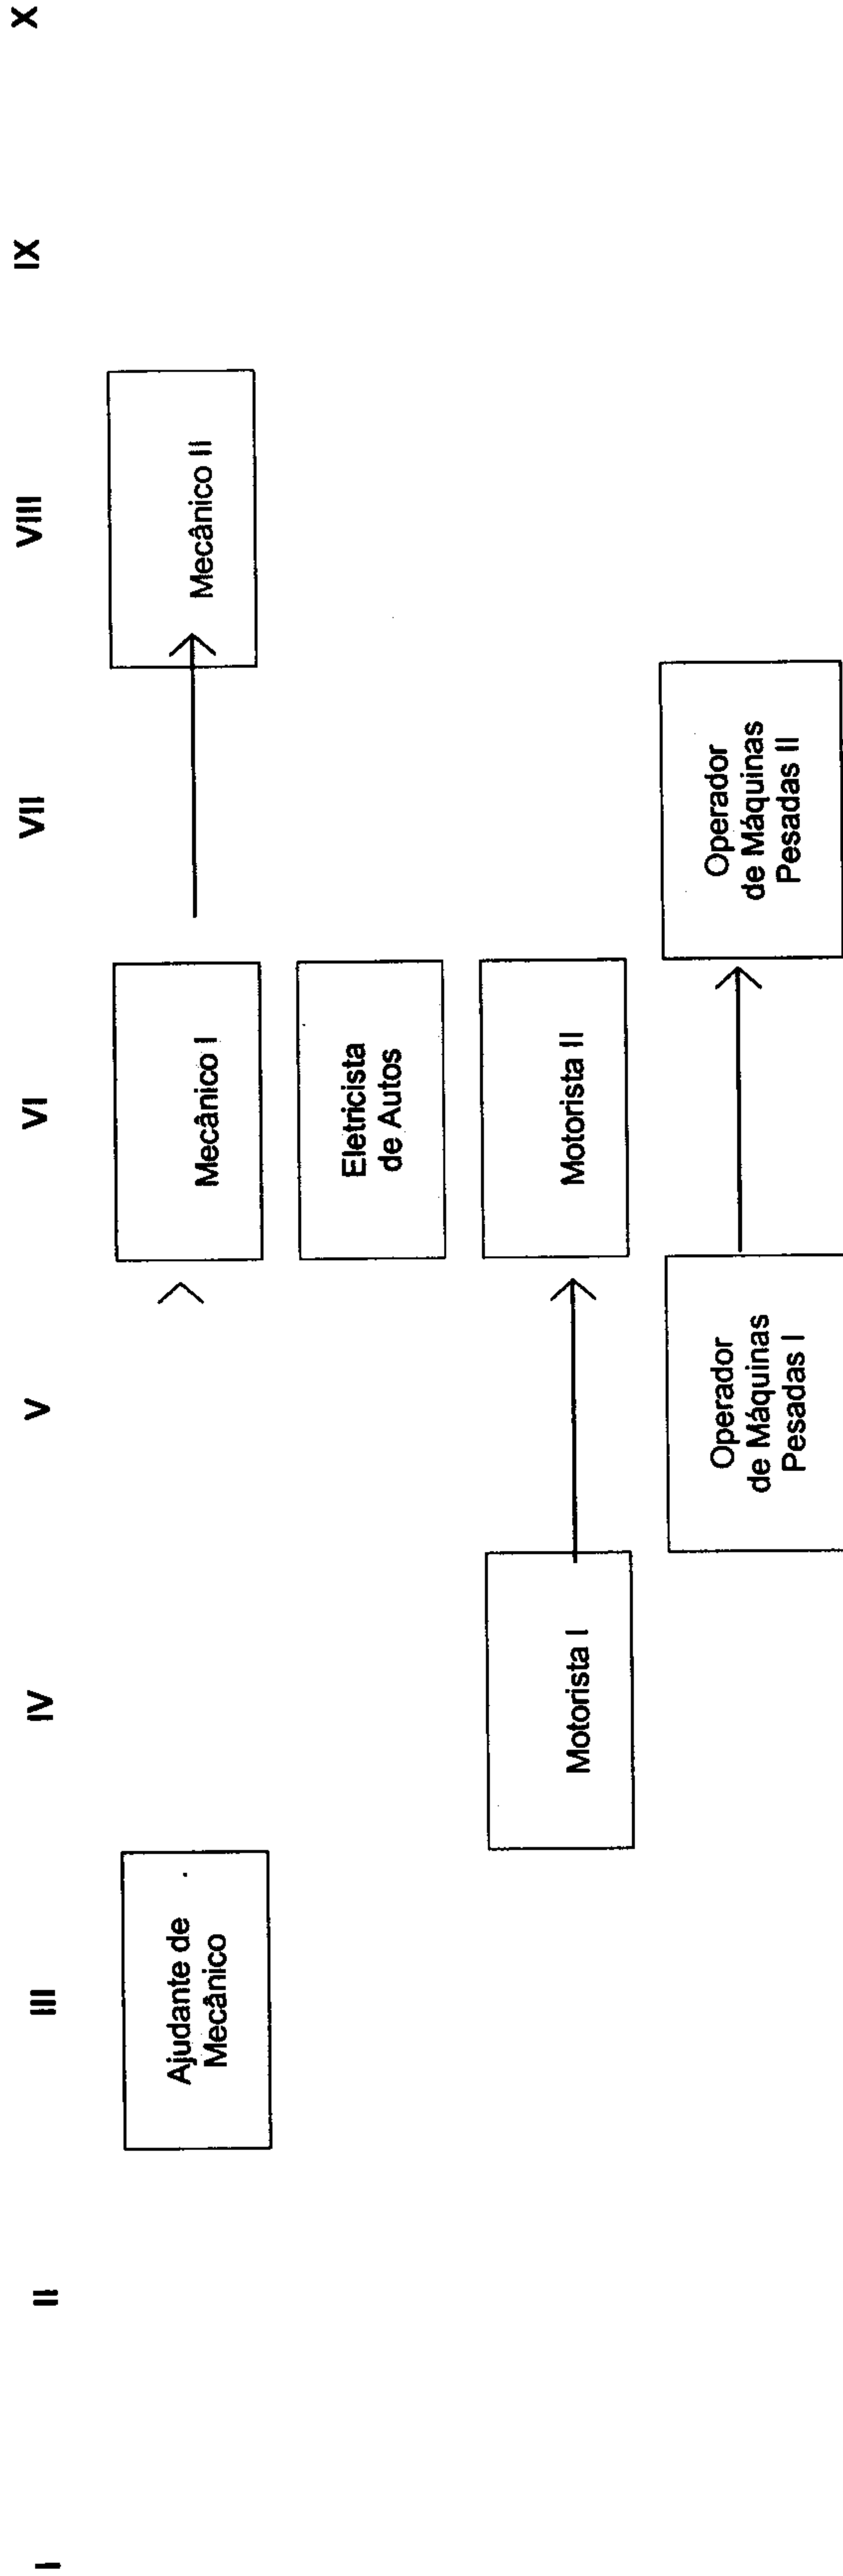 I II III IV V VI VII VIII IX X
Ajudante de
Mecânico
Mecânico I
Mecânico II
Eletricista
de Autos
Motorista I
Motorista II
Operador
de Máquinas
Pesadas I
Operador
de Máquinas
Pesadas II